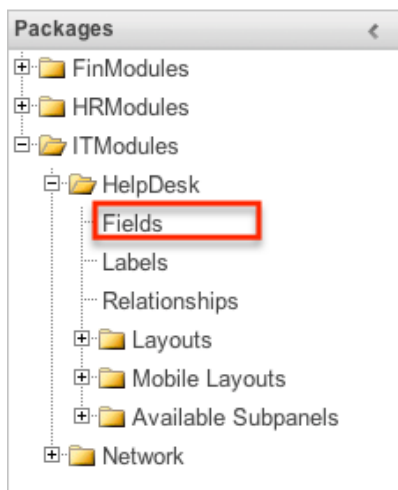 Packages
FinModules
HRModules
ITModules
HelpDesk
Fields
Labels
Relationships
Layouts
Mobile Layouts
Available Subpanels
Network